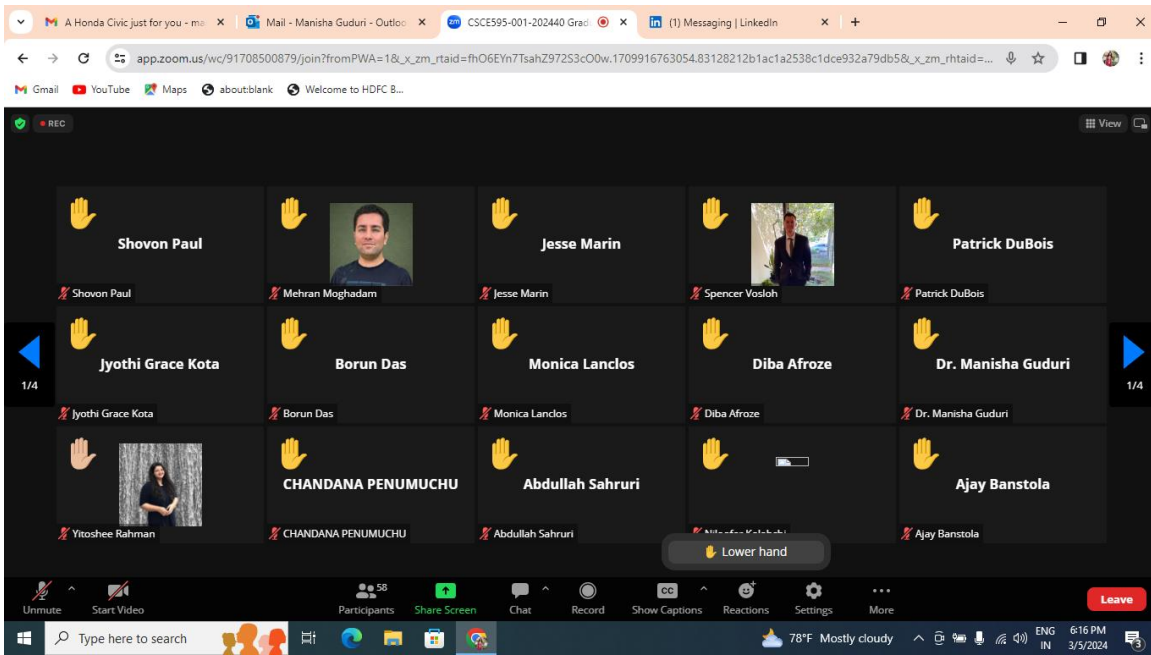 A Honda Civic just for you - ma
Mail - Manisha Guduri - Outloo
CSCE595-001-202440 Grad
(1) Messaging | LinkedIn
app.zoom.us/wc/91708500879/join?fromPWA=1&_x_zm_rtaid=fhO6EYn7TsahZ972S3cO0w.1709916763054.83128212b1ac1a2538c1dce932a79db5&_x_zm_rhtaid=...
Gmail YouTube Maps about:blank Welcome to HDFC B...
REC
View
Shovon Paul
Jesse Marin
Patrick DuBois
Shovon Paul
Mehran Moghadam
Jesse Marin
Spencer Vosloh
Patrick DuBois
Jyothi Grace Kota
Borun Das
Monica Lanclos
Diba Afroze
Dr. Manisha Guduri
1/4
1/4
Jyothi Grace Kota
Borun Das
Monica Lanclos
Diba Afroze
Dr. Manisha Guduri
CHANDANA PENUMUCHU
Abdullah Sahruri
Ajay Banstola
Yitoshee Rahman
CHANDANA PENUMUCHU
Abdullah Sahruri
Ajay Banstola
Lower hand
58
CC
Unmute
Start Video
Participants
Share Screen
Chat
Record
Show Captions
Reactions
Settings
More
Leave
Type here to search
78°F Mostly cloudy
ENG
IN
6:16 PM
3/5/2024
3